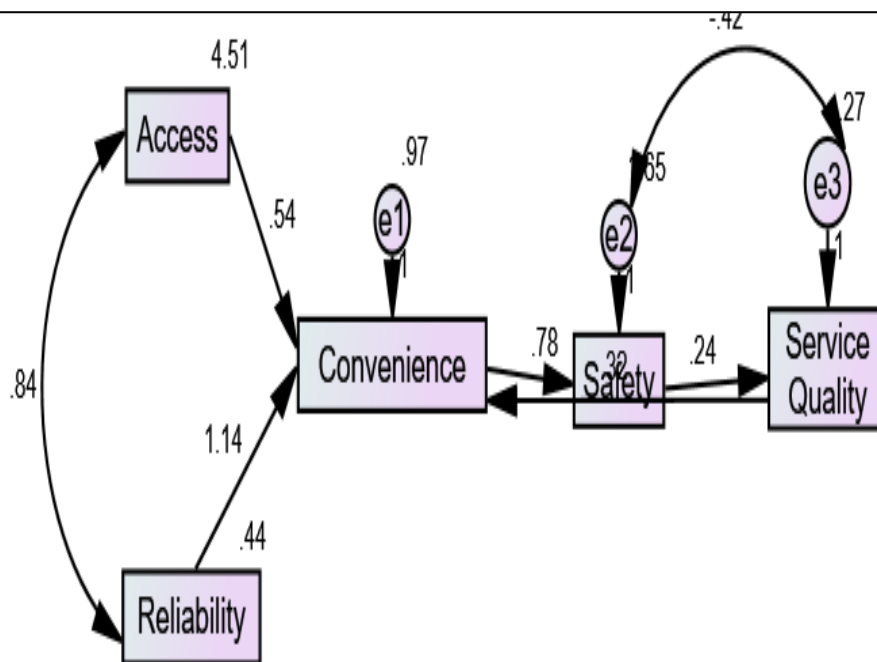 -.42
4.51
.27
Access
.97
e3
.54
e1
e2
1
1
1
Service
Quality
.78
.24
Convenience
.32
Safety
.84
1.14
.44
Reliability